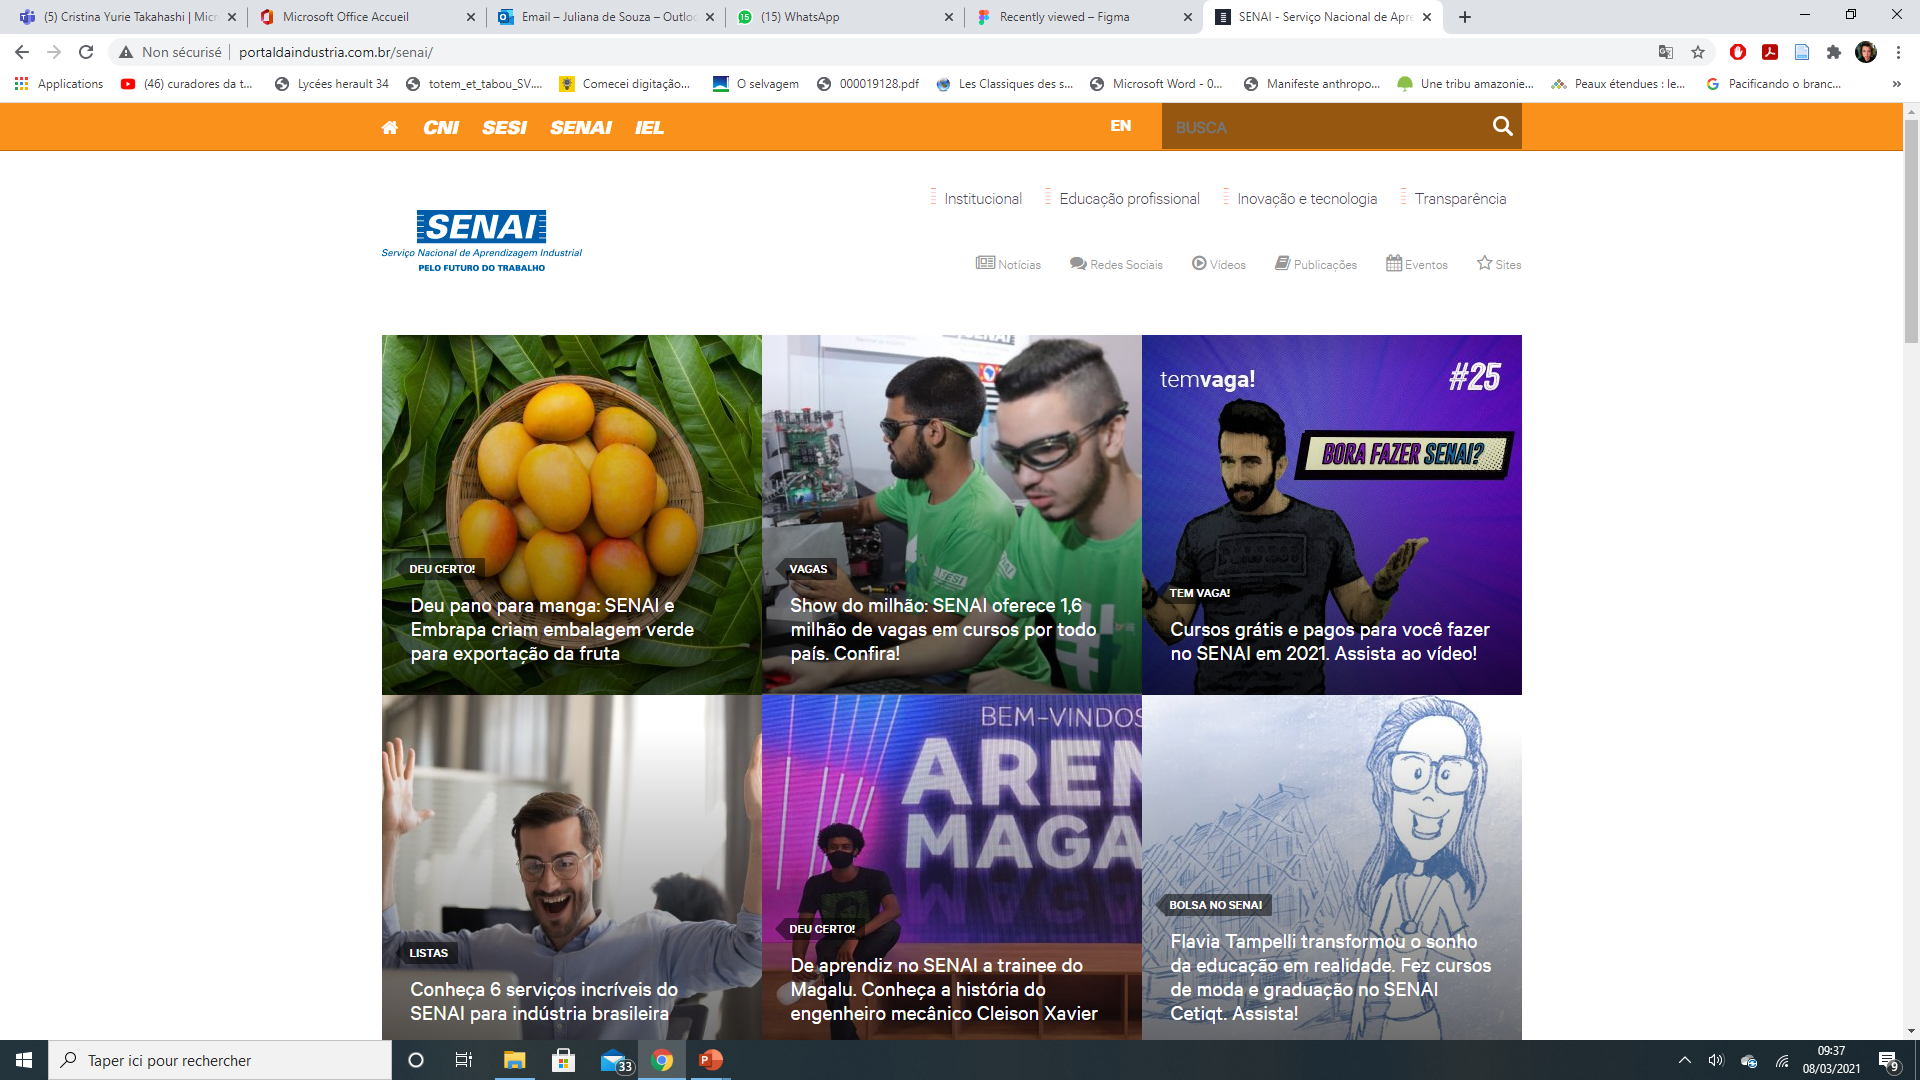 (5) Cristina Yurie Takahashi | Micr
Microsoft Office Accueil
Email – Juliana de Souza – Outloo
(15) WhatsApp
Recently viewed – Figma
SENAI - Serviço Nacional de Apre
Non sécurisé
portaldaindustria.com.br/senai/
Applications
(46) curadores da t...
Lycées herault 34
totem_et_tabou_SV....
Comecei digitação...
O selvagem
000019128.pdf
Les Classiques des s...
Microsoft Word - 0...
Manifeste anthropo...
Une tribu amazonie...
Peaux étendues : le...
Pacificando o branc...
»
CNI SESI SENAI IEL
EN
BUSCA
Institucional
Educação profissional
Inovação e tecnologia
Transparência
SENAI
Serviço Nacional de Aprendizagem Industrial
PELO FUTURO DO TRABALHO
Notícias
Redes Sociais
Vídeos
Publicações
Eventos
Sites
DEU CERTO!
Deu pano para manga: SENAI e
Embrapa criam embalagem verde
para exportação da fruta
SENAI
SESI
#
VAGAS
Show do milhão: SENAI oferece 1,6
milhão de vagas em cursos por todo
país. Confira!
temvaga!
#25
BORA FAZER SENAI?
TEM VAGA!
Cursos grátis e pagos para você fazer
no SENAI em 2021. Assista ao vídeo!
LISTAS
Conheça 6 serviços incríveis do
SENAI para indústria brasileira
BEM-VINDOS
AREN
MAGA
DEU CERTO!
De aprendiz no SENAI a trainee do
Magalu. Conheça a história do
engenheiro mecânico Cleison Xavier
BOLSA NO SENAI
Flavia Tampelli transformou o sonho
da educação em realidade. Fez cursos
de moda e graduação no SENAI
Cetiqt. Assista!
Taper ici pour rechercher
33
09:37
08/03/2021
9